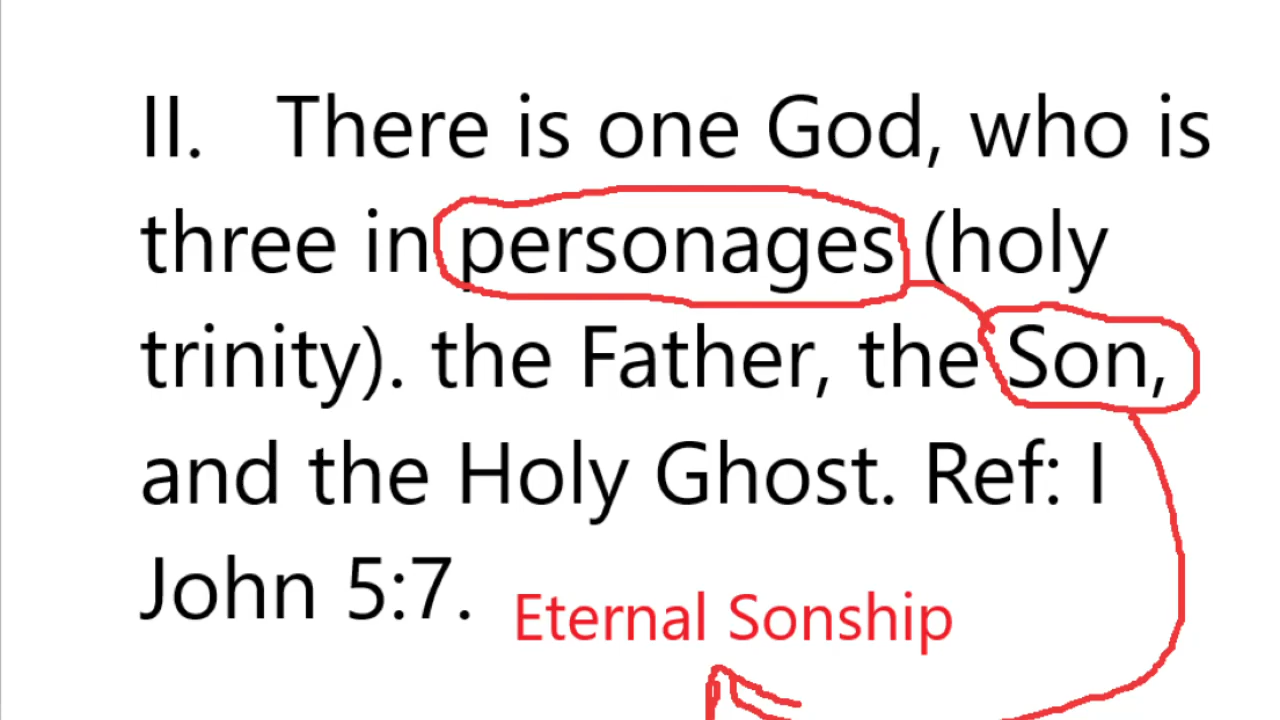 II. There is one God, who is
three in personages (holy
trinity). the Father, the Son,
and the Holy Ghost. Ref: I
John 5:7.
Eternal Sonship